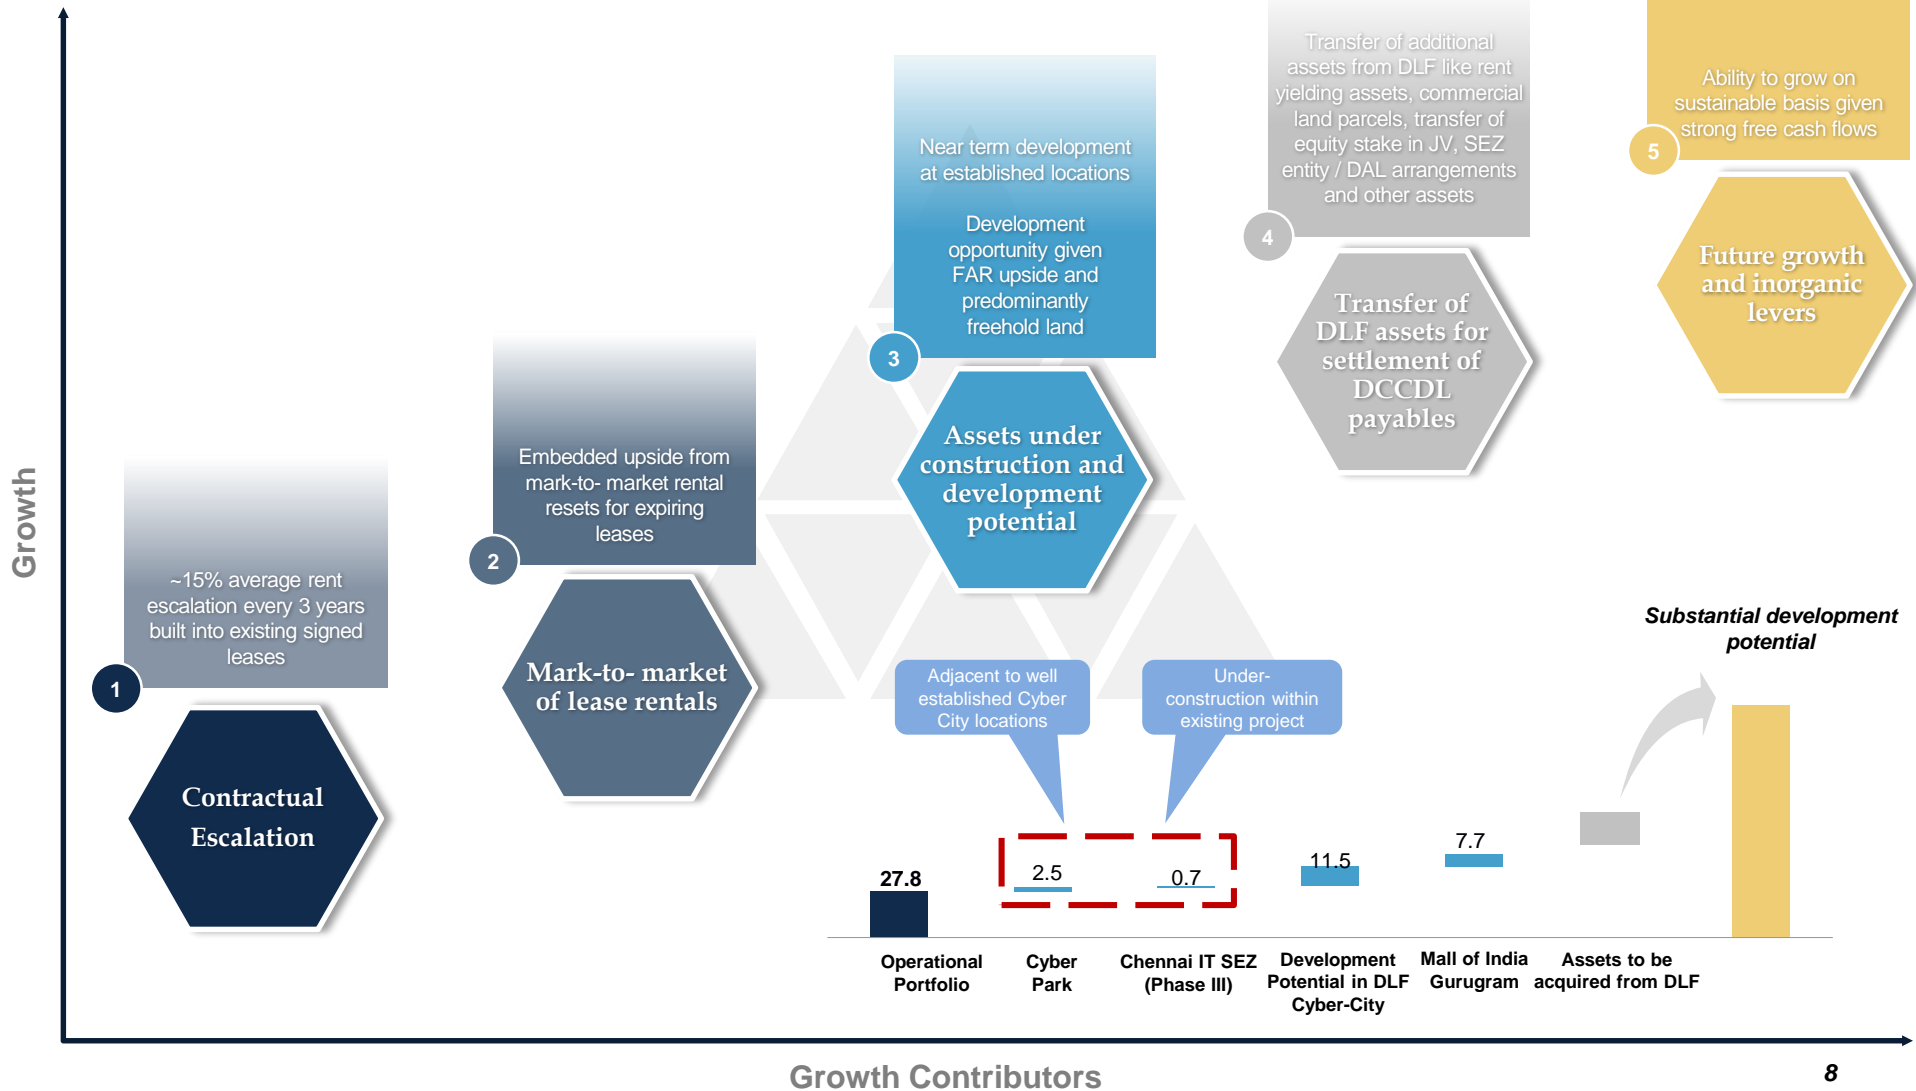 Growth
~15% average rent
escalation every 3 years
built into existing signed
leases
1
Contractual
Escalation
Embedded upside from
mark-to- market rental
resets for expiring
leases
2
Mark-to- market
of lease rentals
Near term development
at established locations
Development
opportunity given
FAR upside and
predominantly
freehold land
3
Assets under
construction and
development
potential
Transfer of additional
assets from DLF like rent
yielding assets, commercial
land parcels, transfer of
equity stake in JV, SEZ
entity / DAL arrangements
and other assets
4
Transfer of
DLF assets for
settlement of
DCCDL
payables
Ability to grow on
sustainable basis given
strong free cash flows
5
Future growth
and inorganic
levers
Substantial development
potential
Adjacent to well
established Cyber
City locations
Under-
construction within
existing project
27.8
2.5
0.7
11.5
7.7
Operational
Portfolio
Cyber
Park
Chennai IT SEZ
(Phase III)
Development
Potential in DLF
Cyber-City
Mall of India
Gurugram
Assets to be
acquired from DLF
Growth Contributors
8